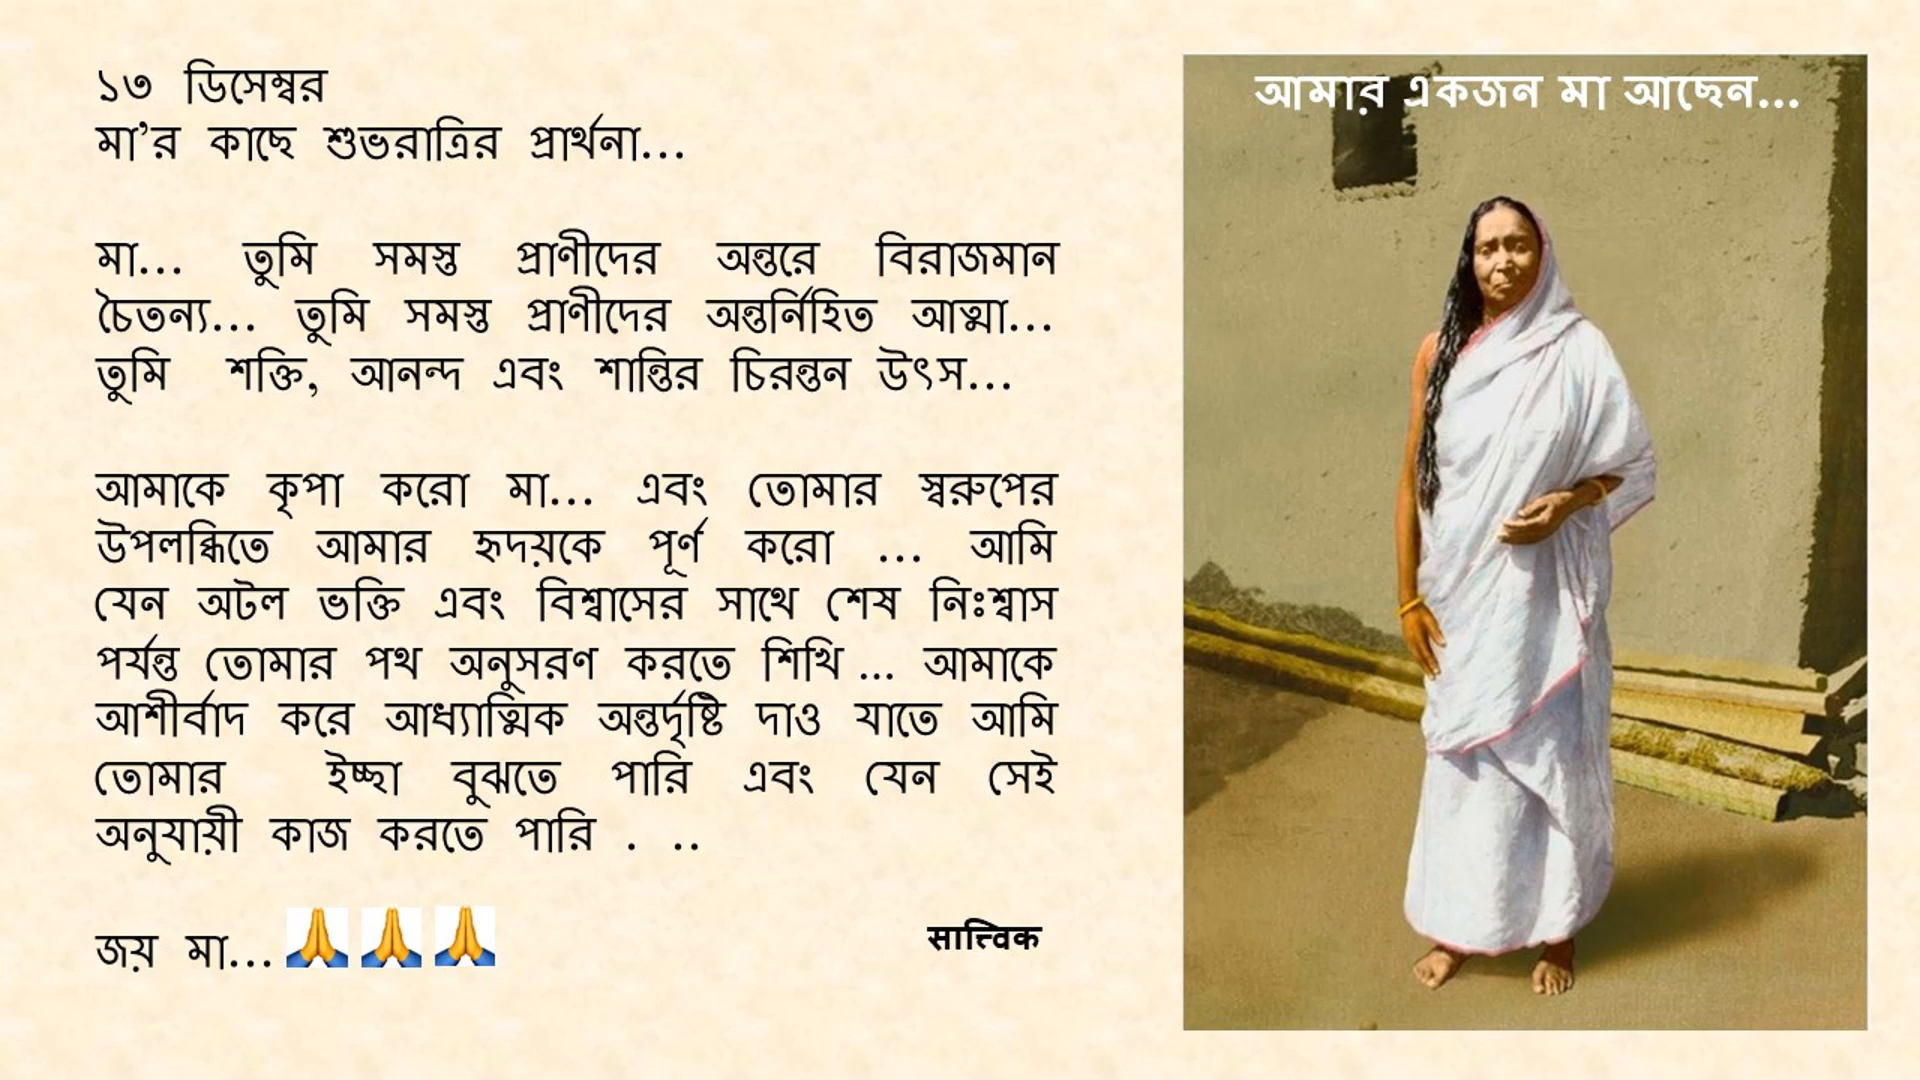 ১৩ ডিসেম্বর
মা’র কাছে শুভরাত্রির প্রার্থনা...
মা... তুমি সমস্ত প্রাণীদের অন্তরে বিরাজমান
চৈতন্য... তুমি সমস্ত প্রাণীদের অন্তর্নিহিত আত্মা...
তুমি শক্তি, আনন্দ এবং শান্তির চিরন্তন উৎস...
আমাকে কৃপা করো মা... এবং তোমার স্বরুপের
উপলব্ধিতে আমার হৃদয়কে পূর্ণ করো ... আমি
যেন অটল ভক্তি এবং বিশ্বাসের সাথে শেষ নিঃশ্বাস
পর্যন্ত তোমার পথ অনুসরণ করতে শিখি ... আমাকে
আশীর্বাদ করে আধ্যাত্মিক অন্তর্দৃষ্টি দাও যাতে আমি
তোমার ইচ্ছা বুঝতে পারি এবং যেন সেই
অনুযায়ী কাজ করতে পারি . ..
জয় মা... 🙏 🙏 🙏
सात्त्विक
আমার একজন মা আছেন...